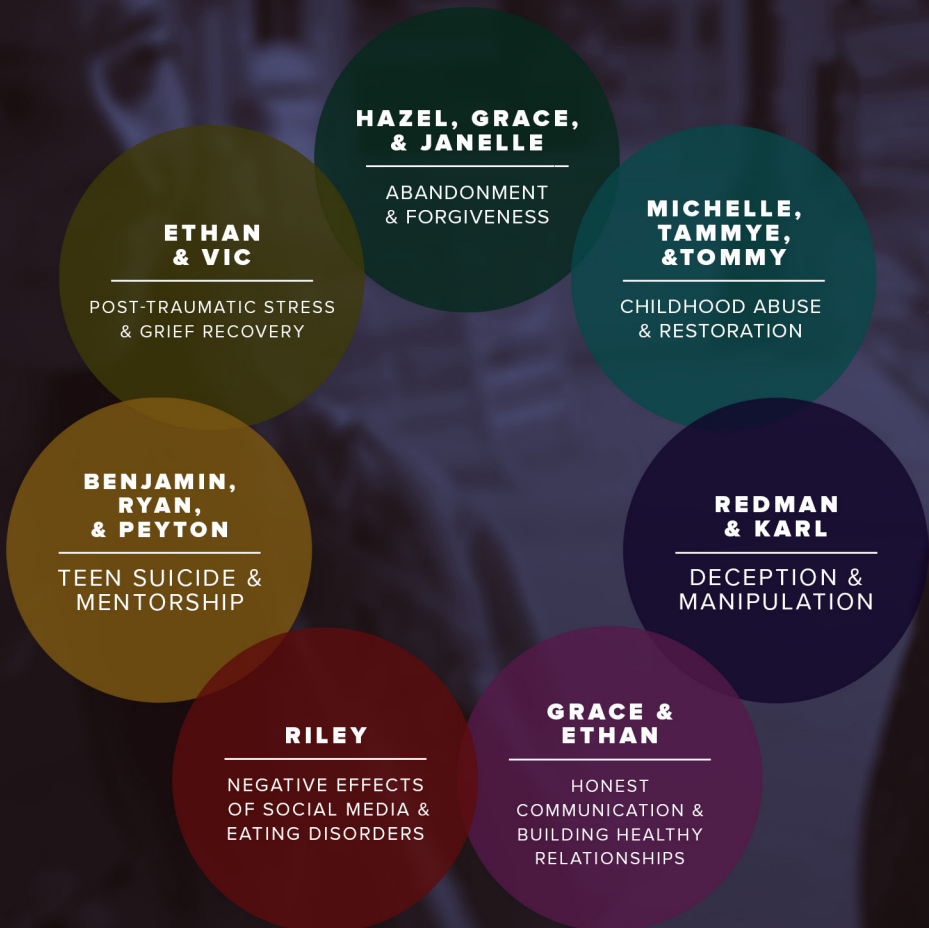 HAZEL, GRACE,
& JANELLE
ABANDONMENT
& FORGIVENESS
MICHELLE,
TAMMYE,
&TOMMY
CHILDHOOD ABUSE
& RESTORATION
REDMAN
& KARL
DECEPTION &
MANIPULATION
GRACE &
ETHAN
HONEST
COMMUNICATION &
BUILDING HEALTHY
RELATIONSHIPS
RILEY
NEGATIVE EFFECTS
OF SOCIAL MEDIA &
EATING DISORDERS
BENJAMIN,
RYAN,
& PEYTON
TEEN SUICIDE &
MENTORSHIP
ETHAN
& VIC
POST-TRAUMATIC STRESS
& GRIEF RECOVERY